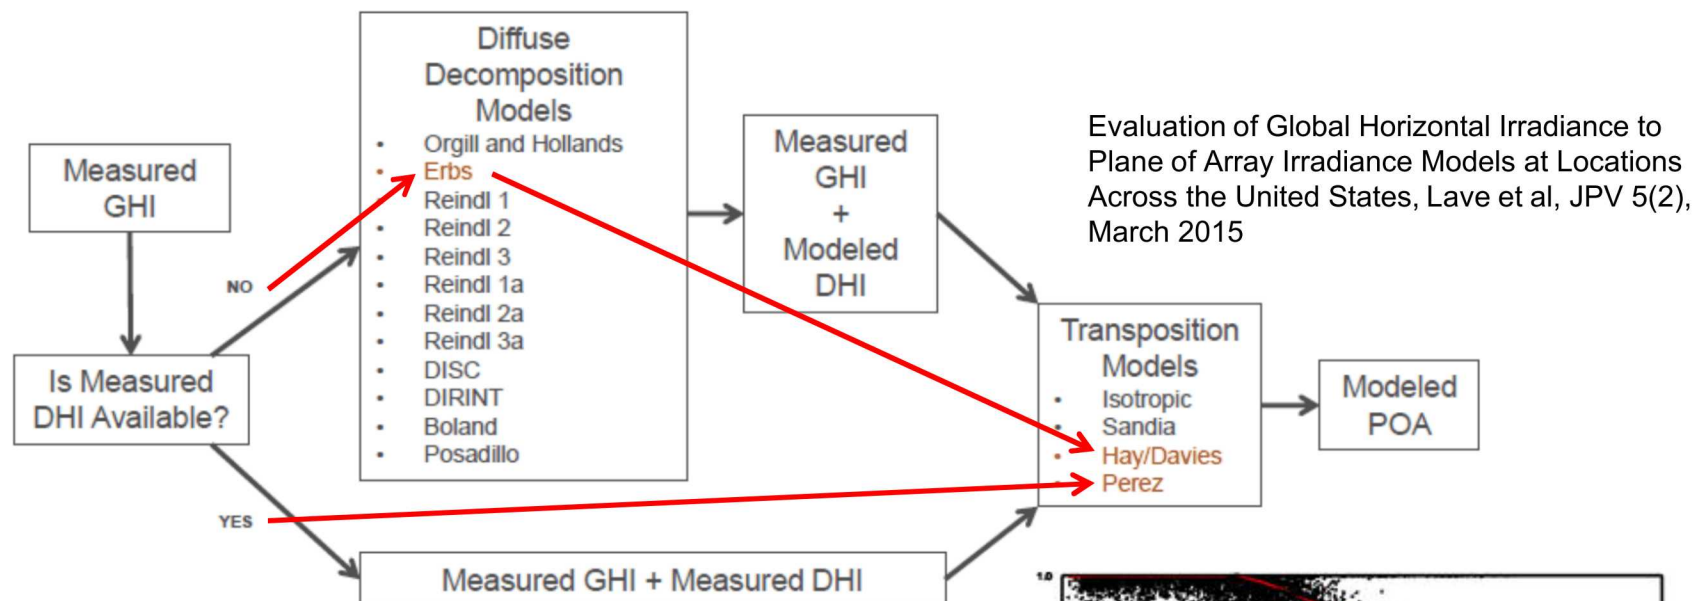 Measured
GHI
Is Measured
DHI Available?
NO
YES
Diffuse
Decomposition
Models
• Orgill and Hollands
• Erbs
• Reindl 1
• Reindl 2
• Reindl 3
• Reindl 1a
• Reindl 2a
• Reindl 3a
• DISC
• DIRINT
• Boland
• Posadillo
Measured
GHI
+
Modeled
DHI
Measured GHI + Measured DHI
Transposition
Models
• Isotropic
• Sandia
• Hay/Davies
• Perez
Modeled
POA
Evaluation of Global Horizontal Irradiance to
Plane of Array Irradiance Models at Locations
Across the United States, Lave et al, JPV 5(2),
March 2015
1.0